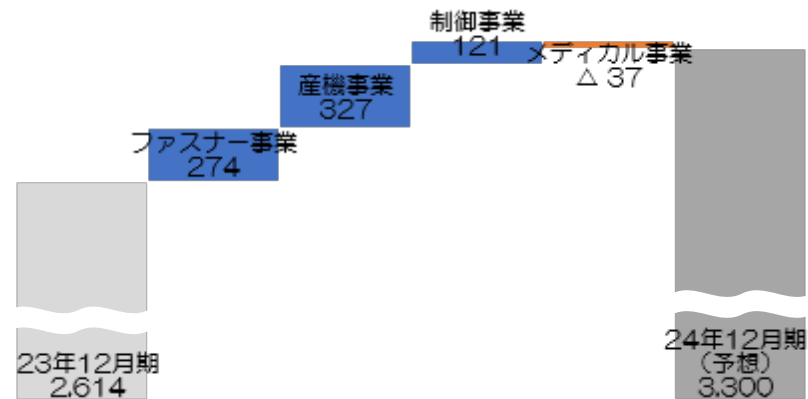 23年12月期
2,614
ファスナー事業
274
産機事業
327
制御事業
121
メディカル事業
△ 37
24年12月期
(予想)
3,300